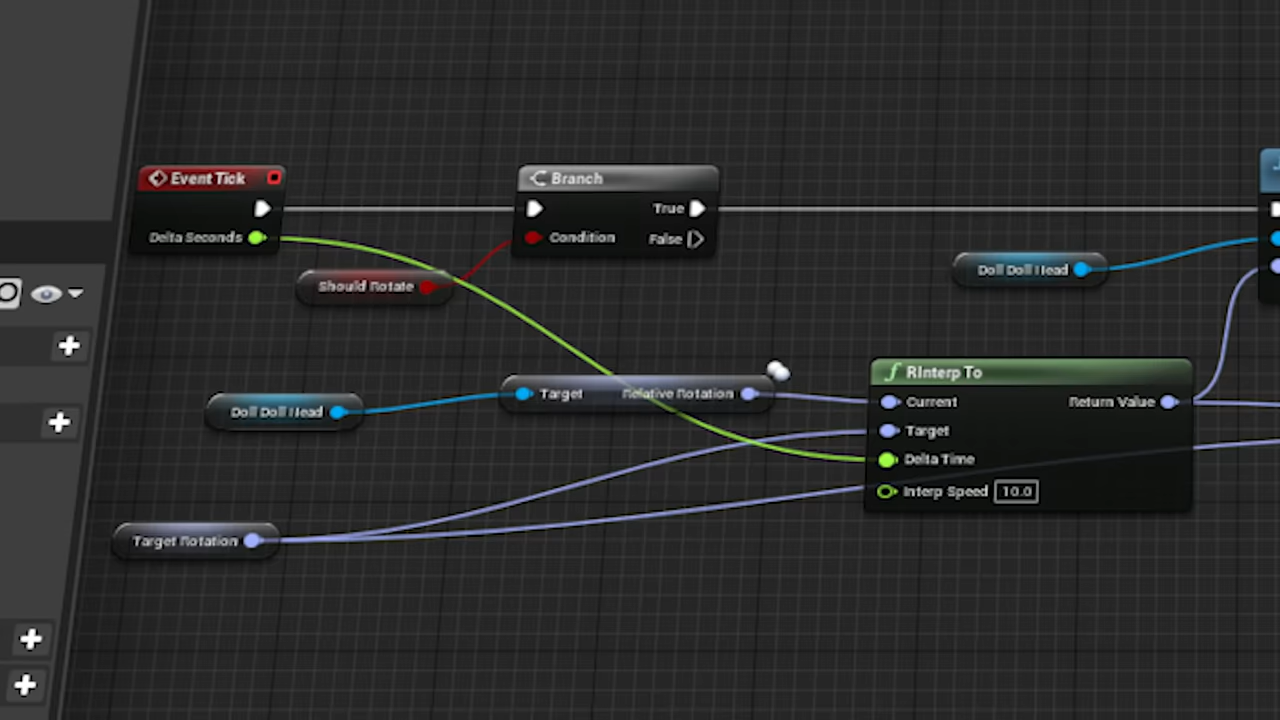 Event Tick
Delta Seconds
Branch
True
Condition
False
Should Rotate
Doll Doll Head
Doll Doll Head
Target
Relative Rotation
RInterp To
Current
Return Value
Target
Delta Time
Interp Speed 10.0
Target Rotation